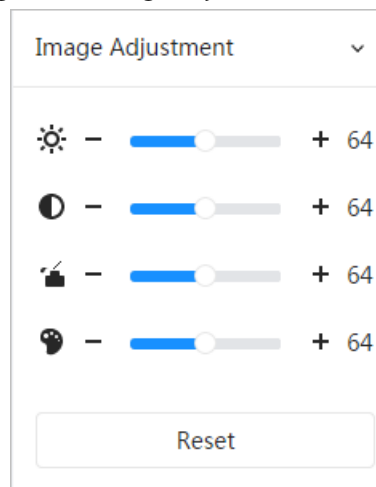 Image Adjustment
− + 64
− + 64
− + 64
− + 64
Reset